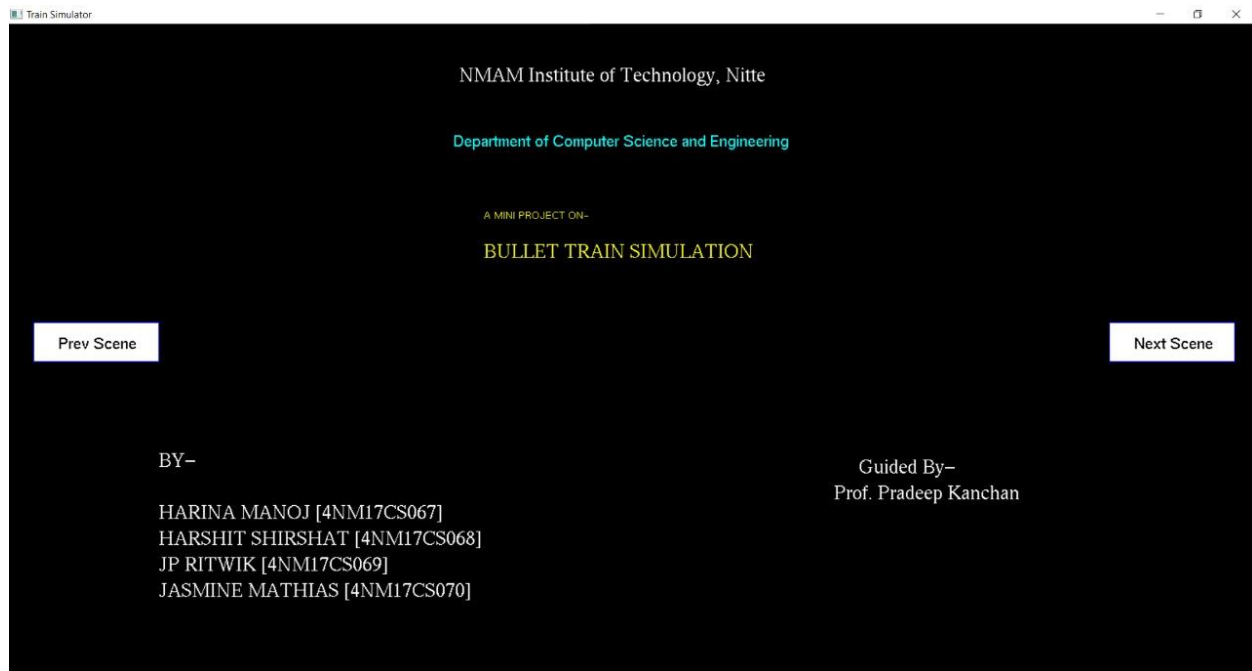 Train Simulator
NMAM Institute of Technology, Nitte
Department of Computer Science and Engineering
A MINI PROJECT ON–
BULLET TRAIN SIMULATION
Prev Scene
Next Scene
BY–
HARINA MANOJ [4NM17CS067]
HARSHIT SHIRSHAT [4NM17CS068]
JP RITWIK [4NM17CS069]
JASMINE MATHIAS [4NM17CS070]
Guided By–
Prof. Pradeep Kanchan